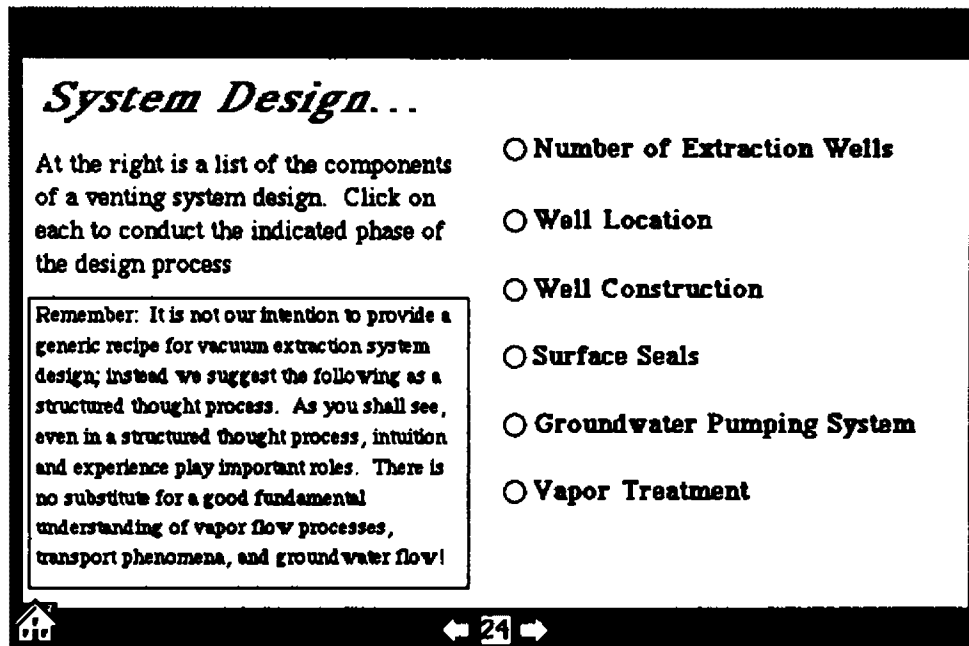 System Design...
At the right is a list of the components
of a venting system design. Click on
each to conduct the indicated phase of
the design process
Remember: It is not our intention to provide a
generic recipe for vacuum extraction system
design; instead we suggest the following as a
structured thought process. As you shall see,
even in a structured thought process, intuition
and experience play important roles. There is
no substitute for a good fundamental
understanding of vapor flow processes,
transport phenomena, and groundwater flow!
Number of Extraction Wells
Well Location
Well Construction
Surface Seals
Groundwater Pumping System
Vapor Treatment
24